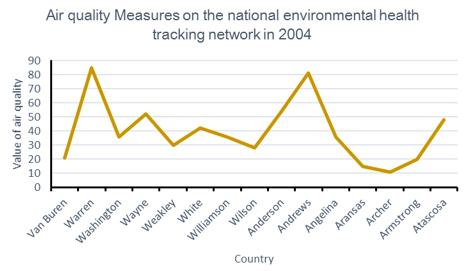 Air quality Measures on the national environmental health
tracking network in 2004
Value of air quality
90
80
70
60
50
40
30
20
10
0
Van Buren
Warren
Washington
Wayne
Weakley
White
Williamson
Wilson
Anderson
Andrews
Angelina
Aransas
Archer
Armstrong
Atascosa
Country